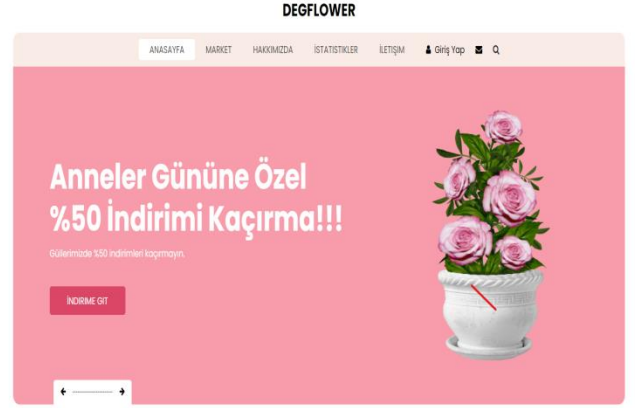 DEGFLOWER
ANASAYFA MARKET HAKKIMIZDA İSTATİSTİKLER İLETİŞİM Giriş Yap
Anneler Gününe Özel
%50 İndirimi Kaçırma!!!
Güllerimizde %50 indirimleri kaçırmayın.
İNDİRİME GİT